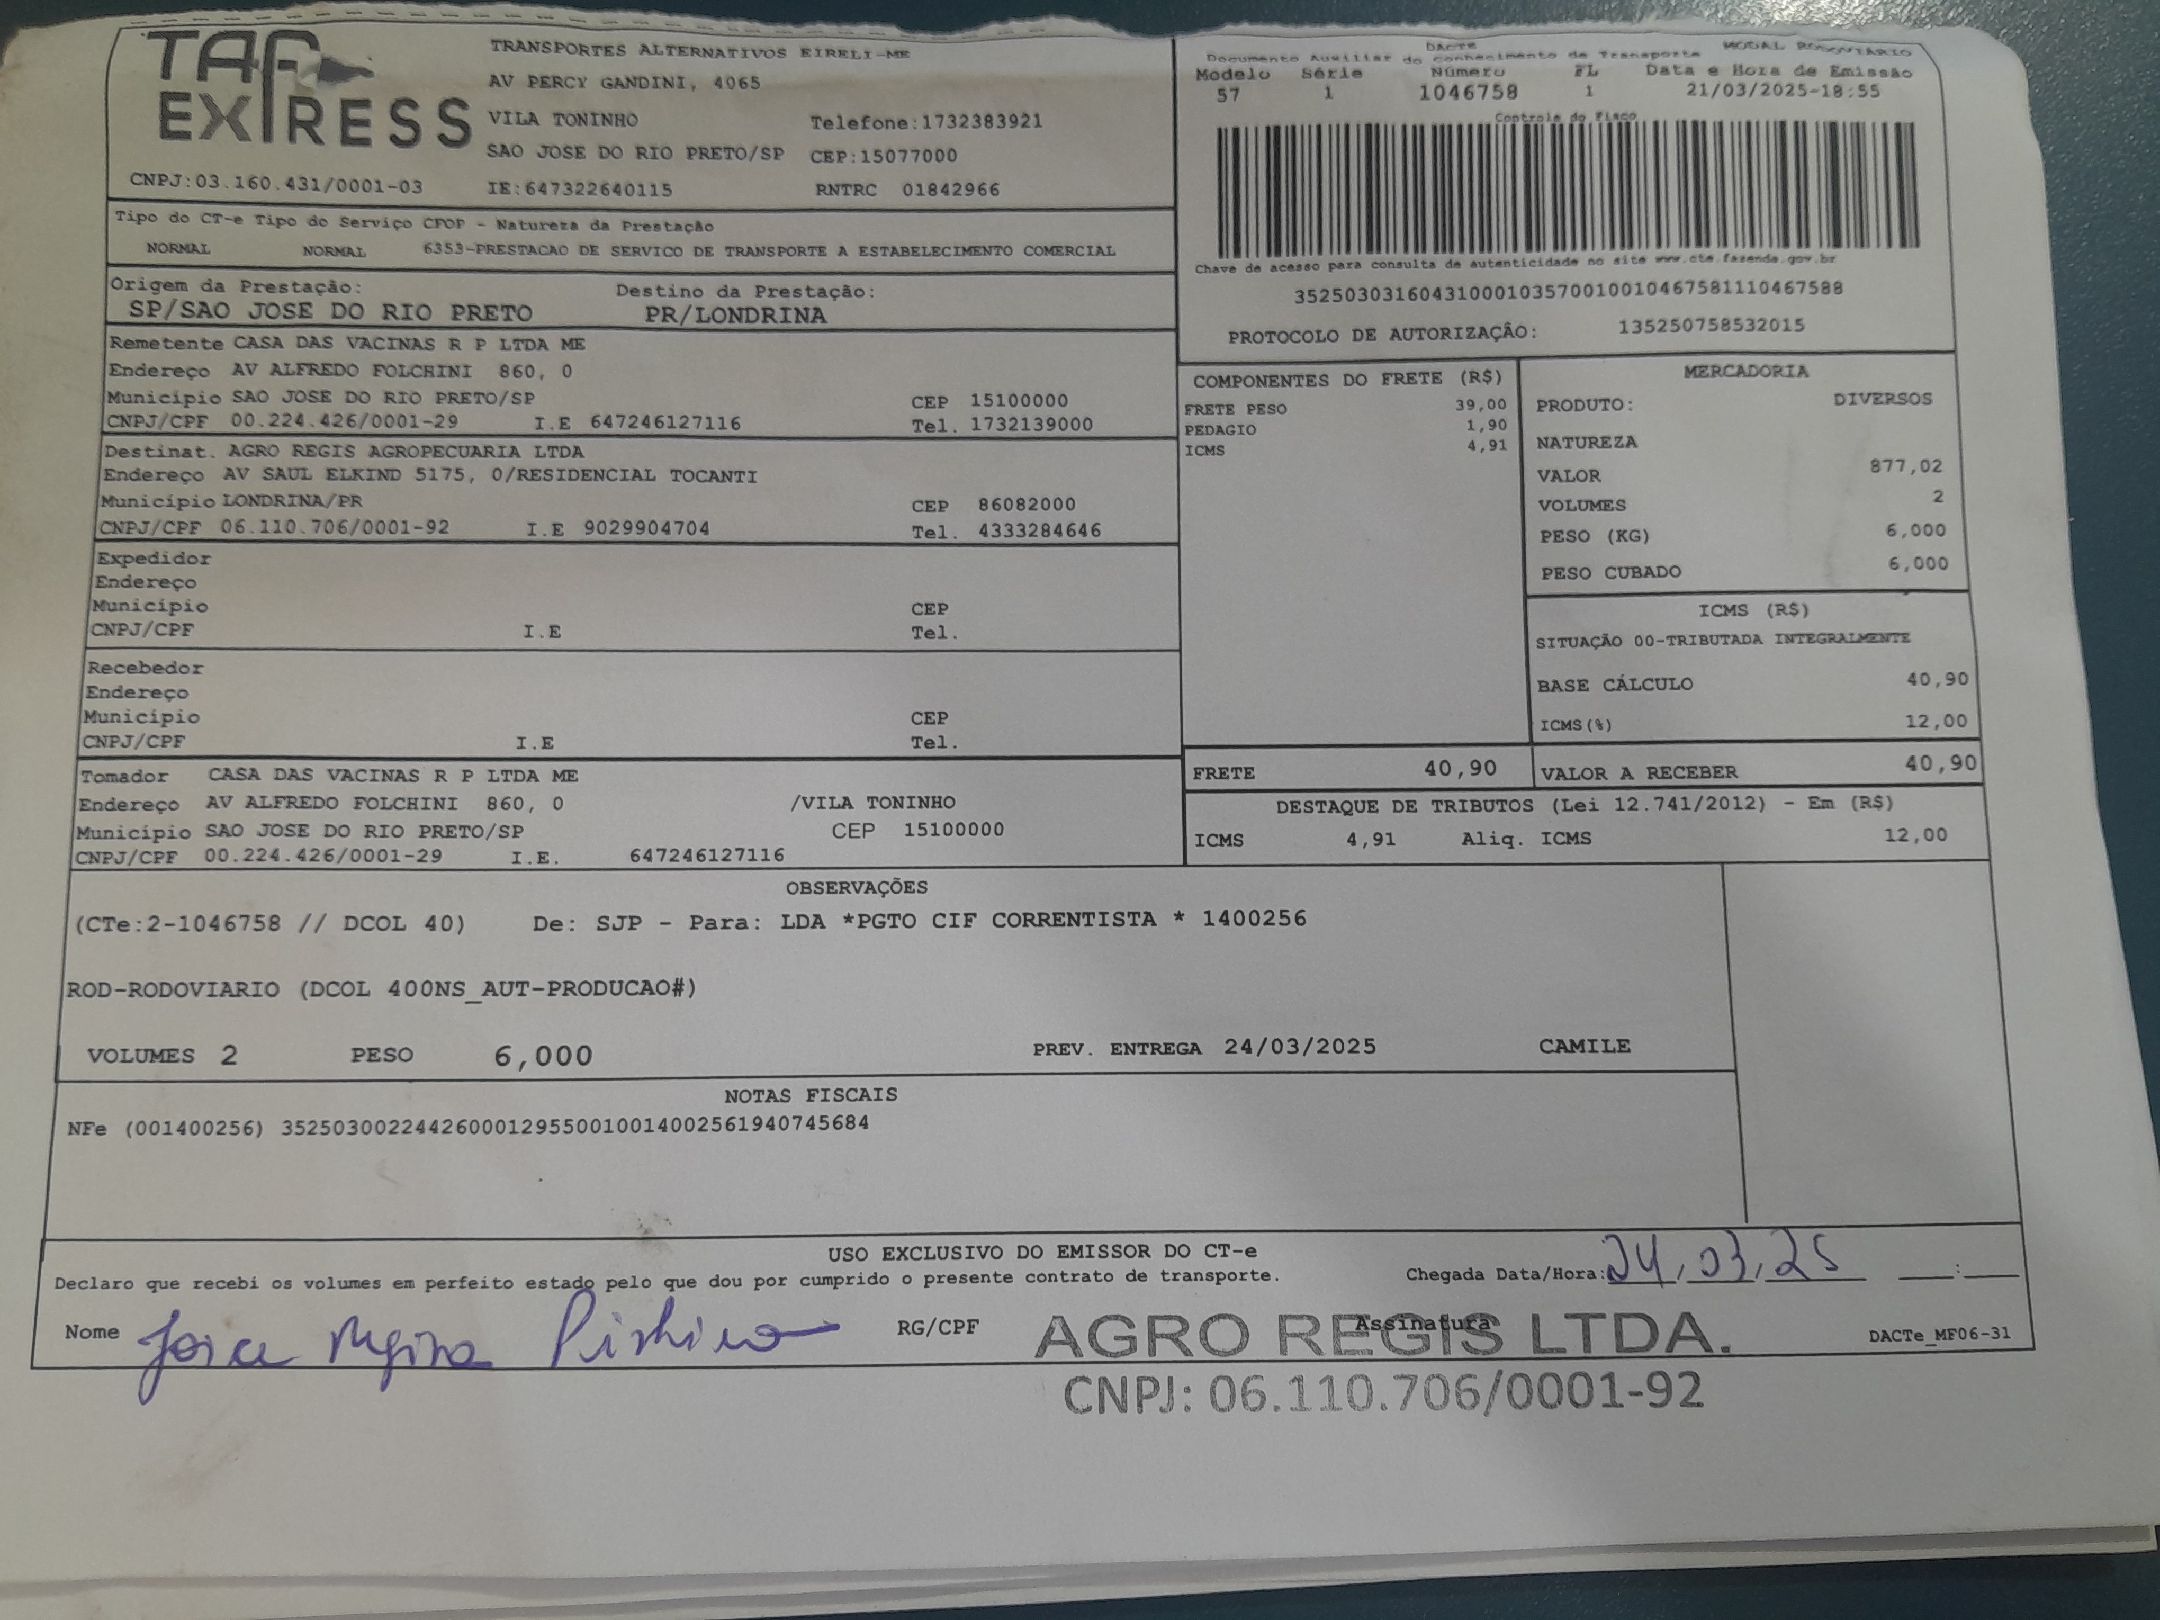 TAF EXPRESS
TRANSPORTES ALTERNATIVOS EIRELI-ME
AV PERCY GANDINI, 4065
VILA TONINHO Telefone:1732383921
SAO JOSE DO RIO PRETO/SP CEP:15077000
CNPJ:03.160.431/0001-03 IE:647322640115 RNTRC 01842966
DACTE MODAL RODOVIÁRIO
Documento Auxiliar do Conhecimento de Transporte
Modelo Série Número FL Data e Hora de Emissão
57 1 1046758 1 21/03/2025-18:55
Controle do Fisco
Chave de acesso para consulta de autenticidade no site www.cte.fazenda.gov.br
35250303160431000103570010010467581110467588
PROTOCOLO DE AUTORIZAÇÃO: 135250758532015
Tipo do CT-e Tipo do Serviço CFOP - Natureza da Prestação
NORMAL NORMAL 6353-PRESTACAO DE SERVICO DE TRANSPORTE A ESTABELECIMENTO COMERCIAL
Origem da Prestação: Destino da Prestação:
SP/SAO JOSE DO RIO PRETO PR/LONDRINA
Remetente CASA DAS VACINAS R P LTDA ME
Endereço AV ALFREDO FOLCHINI 860, 0
Município SAO JOSE DO RIO PRETO/SP CEP 15100000
CNPJ/CPF 00.224.426/0001-29 I.E 647246127116 Tel. 1732139000
Destinat. AGRO REGIS AGROPECUARIA LTDA
Endereço AV SAUL ELKIND 5175, 0/RESIDENCIAL TOCANTI
Município LONDRINA/PR CEP 86082000
CNPJ/CPF 06.110.706/0001-92 I.E 9029904704 Tel. 4333284646
Expedidor
Endereço
Município CEP
CNPJ/CPF I.E Tel.
Recebedor
Endereço
Município CEP
CNPJ/CPF I.E Tel.
Tomador CASA DAS VACINAS R P LTDA ME
Endereço AV ALFREDO FOLCHINI 860, 0 /VILA TONINHO
Município SAO JOSE DO RIO PRETO/SP CEP 15100000
CNPJ/CPF 00.224.426/0001-29 I.E. 647246127116
COMPONENTES DO FRETE (R$)
FRETE PESO 39,00
PEDAGIO 1,90
ICMS 4,91
MERCADORIA
PRODUTO: DIVERSOS
NATUREZA
VALOR 877,02
VOLUMES 2
PESO (KG) 6,000
PESO CUBADO 6,000
ICMS (R$)
SITUAÇÃO 00-TRIBUTADA INTEGRALMENTE
BASE CÁLCULO 40,90
ICMS(%) 12,00
FRETE 40,90 VALOR A RECEBER 40,90
DESTAQUE DE TRIBUTOS (Lei 12.741/2012) - Em (R$)
ICMS 4,91 Aliq. ICMS 12,00
OBSERVAÇÕES
(CTe:2-1046758 // DCOL 40) De: SJP - Para: LDA *PGTO CIF CORRENTISTA * 1400256
ROD-RODOVIARIO (DCOL 400NS_AUT-PRODUCAO#)
VOLUMES 2 PESO 6,000 PREV. ENTREGA 24/03/2025 CAMILE
NOTAS FISCAIS
NFe (001400256) 35250300224426000129550010014002561940745684
USO EXCLUSIVO DO EMISSOR DO CT-e
Declaro que recebi os volumes em perfeito estado pelo que dou por cumprido o presente contrato de transporte. Chegada Data/Hora: 24,03,25 __:__
Nome Joice Regina RG/CPF Assinatura DACTe_MF06-31
AGRO REGIS LTDA.
CNPJ: 06.110.706/0001-92